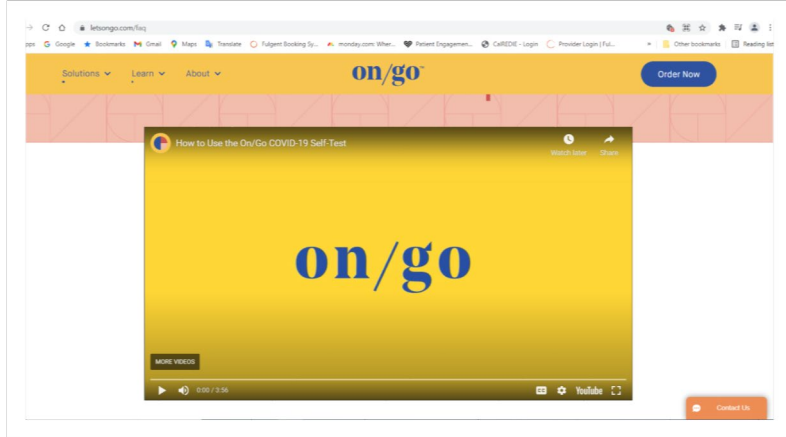 letsongo.com/faq
Google Bookmarks Gmail Maps Translate Fulgent Booking Sy... monday.com: Wher... Patient Engagemen... CalREDIE - Login Provider Login | Ful... » Other bookmarks Reading list
Solutions Learn About on/go™ Order Now
How to Use the On/Go COVID-19 Self-Test
Watch later Share
on/go
MORE VIDEOS
0:00 / 3:56 CC YouTube
Contact Us